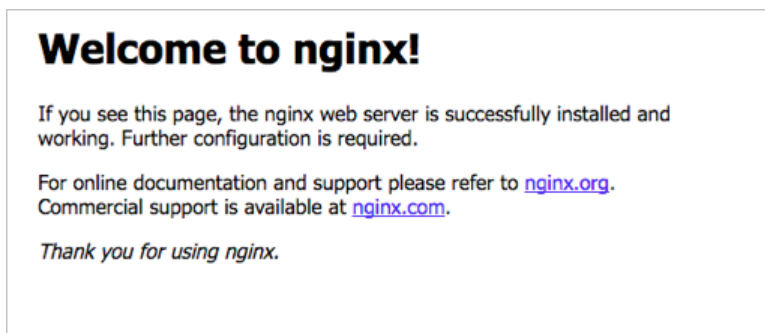 Welcome to nginx!
If you see this page, the nginx web server is successfully installed and
working. Further configuration is required.
For online documentation and support please refer to nginx.org.
Commercial support is available at nginx.com.
Thank you for using nginx.